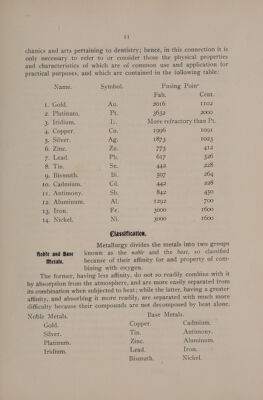 11
chanics and arts pertaining to dentistry; hence, in this connection it is
only necessary to refer to or consider those the physical properties
and characteristics of which are of common use and application for
practical purposes, and which are contained in the following table:
Name. Symbol. Fusing Point
Fah. Cent.
1. Gold. Au. 2016 1102
2. Platinum. Pt. 3632 2000
3. Iridium. Ir. More refractory than Pt.
4. Copper. Cu. 1996 1091
5. Silver. Ag. 1873 1023
6. Zinc. Zn. 773 412
7. Lead. Pb. 617 326
8. Tin. Sn. 442 228
9. Bismuth. Bi. 507 264
10. Cadmium. Cd. 442 228
11. Antimony. Sb. 842 450
12. Aluminum. Al. 1292 700
13. Iron. Fe. 3000 1600
14. Nickel. Ni. 3000 1600
Classification.
Metallurgy divides the metals into two groups
Noble and Base known as the noble and the base, so classified
Metals. because of their affinity for and property of com-
bining with oxygen.
The former, having less affinity, do not so readily combine with it
by absorption from the atmosphere, and are more easily separated from
its combination when subjected to heat; while the latter, having a greater
affinity, and absorbing it more readily, are separated with much more
difficulty because their compounds are not decomposed by heat alone.
Noble Metals. Base Metals.
Gold. Copper. Cadmium.
Silver. Tin. Antimony.
Platinum. Zinc. Aluminum.
Iridium. Lead. Iron.
Bismuth. Nickel.